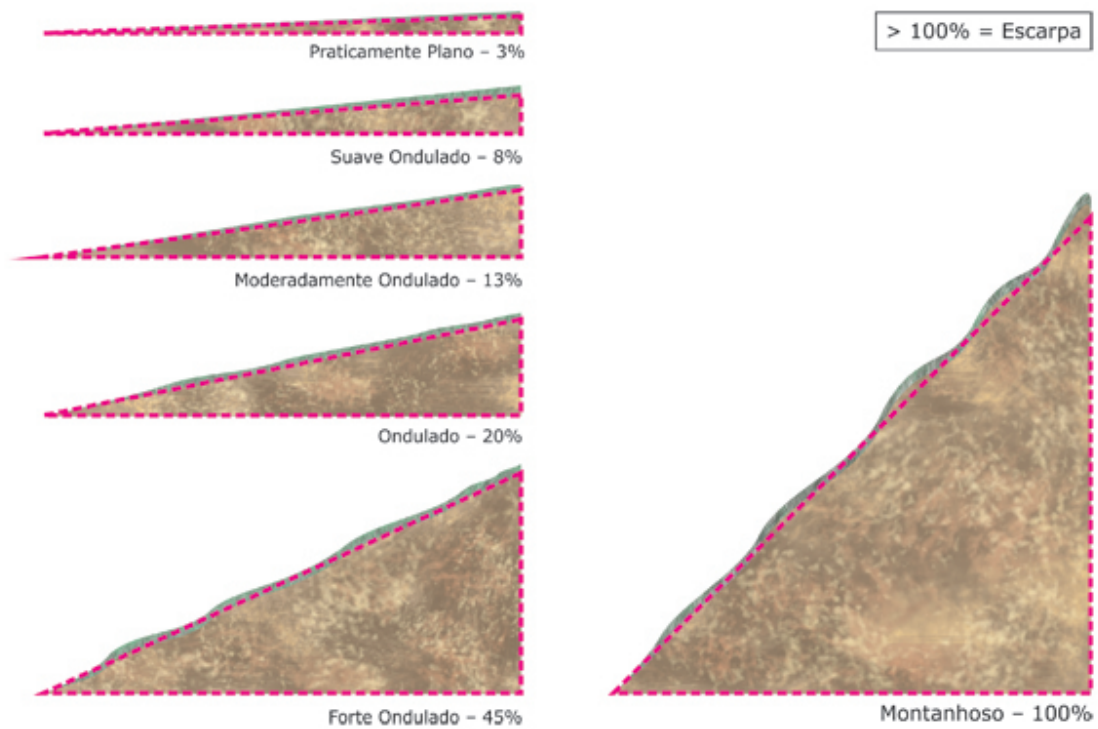 Praticamente Plano – 3%
Suave Ondulado – 8%
Moderadamente Ondulado – 13%
Ondulado – 20%
Forte Ondulado – 45%
> 100% = Escarpa
Montanhoso – 100%